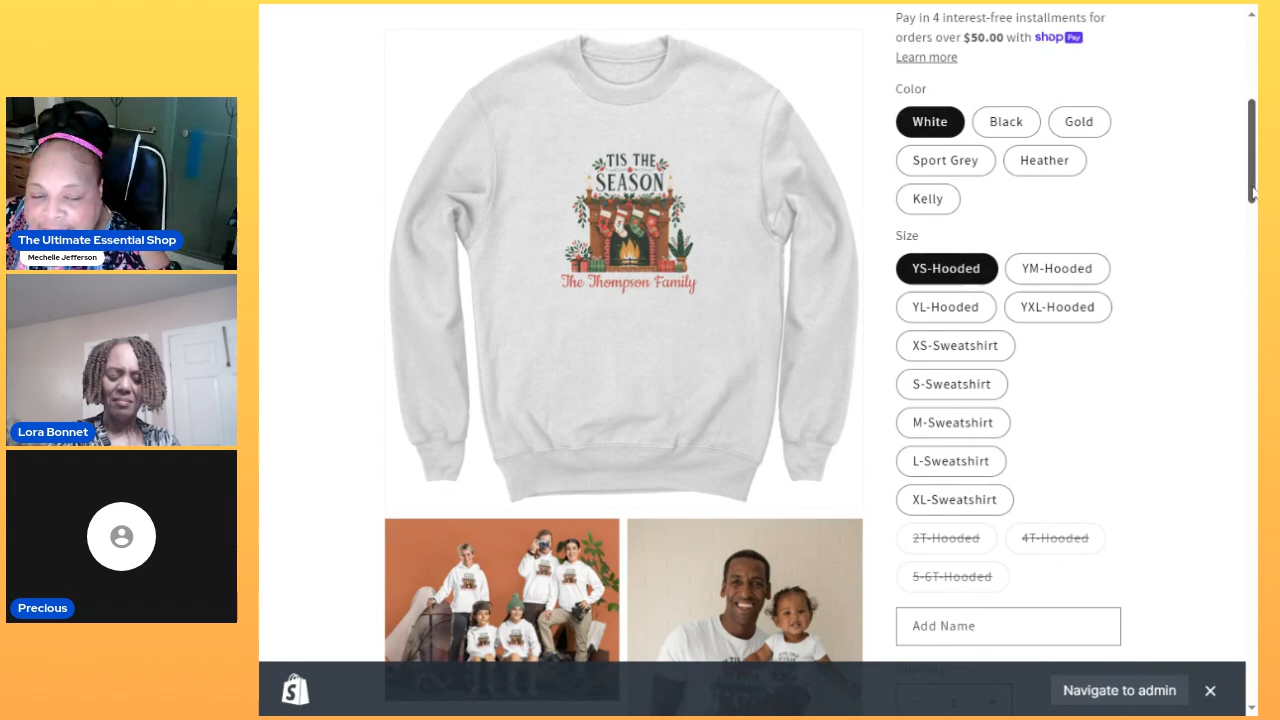 The Ultimate Essential Shop
Mechelle Jefferson
Lora Bonnet
Precious
'TIS THE
SEASON
The Thompson Family
Pay in 4 interest-free installments for
orders over $50.00 with shop Pay
Learn more
Color
White
Black
Gold
Sport Grey
Heather
Kelly
Size
YS-Hooded
YM-Hooded
YL-Hooded
YXL-Hooded
XS-Sweatshirt
S-Sweatshirt
M-Sweatshirt
L-Sweatshirt
XL-Sweatshirt
2T-Hooded
4T-Hooded
5-6T-Hooded
Add Name
Navigate to admin